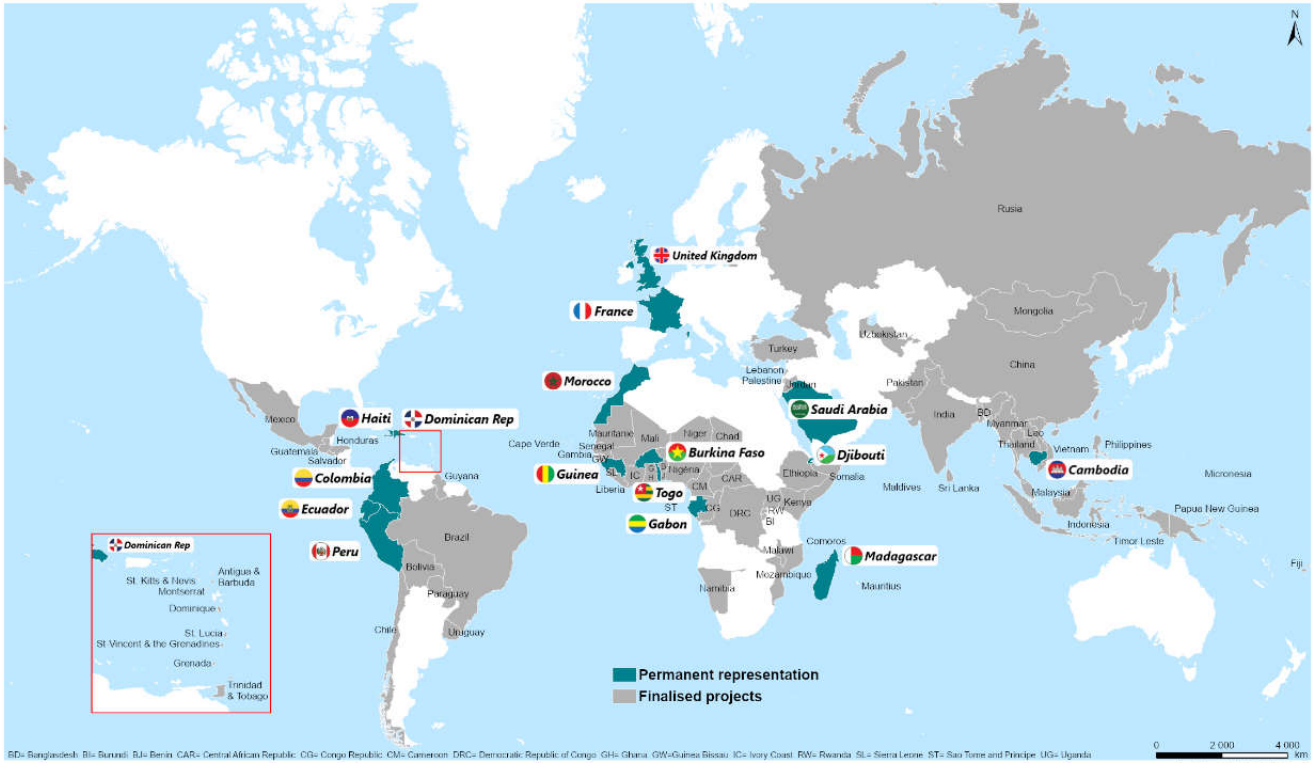 N
Rusia
United Kingdom
France
Mongolia
Uzbekistan
Turkey
China
Lebanon
Palestine
Jordan
Pakistan
Morocco
Saudi Arabia
India
BD
Myanmar
Lao
Mexico
Haiti
Dominican Rep
Honduras
Guatemala
Salvador
Mauritanie
Mali
Niger
Chad
Cape Verde
Senegal
Gambia
GW
Burkina Faso
Djibouti
Thailand
Vietnam
Philippines
Colombia
Guyana
Guinea
SL
IC
G
H
B
J
Nigeria
Ethiopia
Somalia
Cambodia
Micronesia
Liberia
Togo
CM
CAR
Maldives
Sri Lanka
Malaysia
Ecuador
ST
CG
UG
Kenya
Papua New Guinea
Gabon
DRC
RW
BI
Indonesia
Timor Leste
Peru
Brazil
Comoros
Malawi
Madagascar
Bolivia
Mozambique
Mauritius
Fiji
Namibia
Paraguay
Chile
Uruguay
Dominican Rep
St. Kitts & Nevis
Antigua &
Barbuda
Montserrat
Dominique
St. Lucia
St Vincent & the Grenadines
Grenada
Trinidad
& Tobago
Permanent representation
Finalised projects
BD= Banglasdesh BI= Burundi BJ= Benin CAR= Central African Republic CG= Congo Republic CM= Cameroon DRC= Democratic Republic of Congo GH= Ghana GW=Guinea Bissau IC= Ivory Coast RW= Rwanda SL= Sierra Leone ST= Sao Tome and Principe UG= Uganda
0 2 000 4 000
km